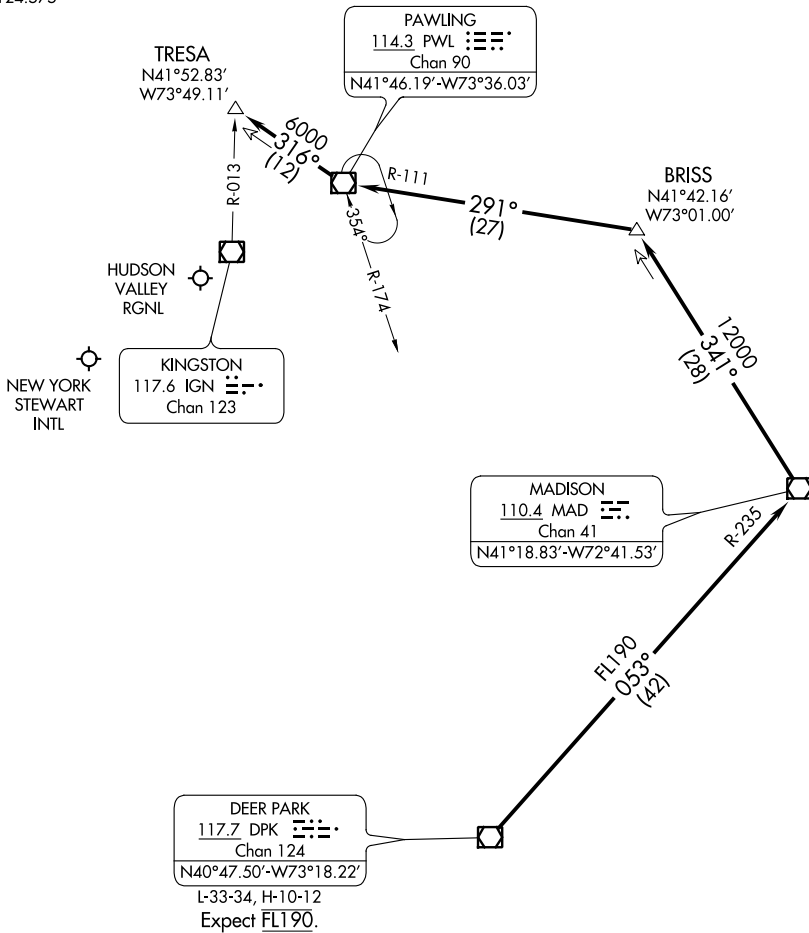 124.375
PAWLING
114.3 PWL
Chan 90
N41°46.19'-W73°36.03'
TRESA
N41°52.83'
W73°49.11'
6000
316°
(12)
R-013
R-111
291°
(27)
BRISS
N41°42.16'
W73°01.00'
354°
R-174
HUDSON
VALLEY
RGNL
12000
341°
(28)
NEW YORK
STEWART
INTL
KINGSTON
117.6 IGN
Chan 123
MADISON
110.4 MAD
Chan 41
N41°18.83'-W72°41.53'
R-235
FL190
053°
(42)
DEER PARK
117.7 DPK
Chan 124
N40°47.50'-W73°18.22'
L-33-34, H-10-12
Expect FL190.